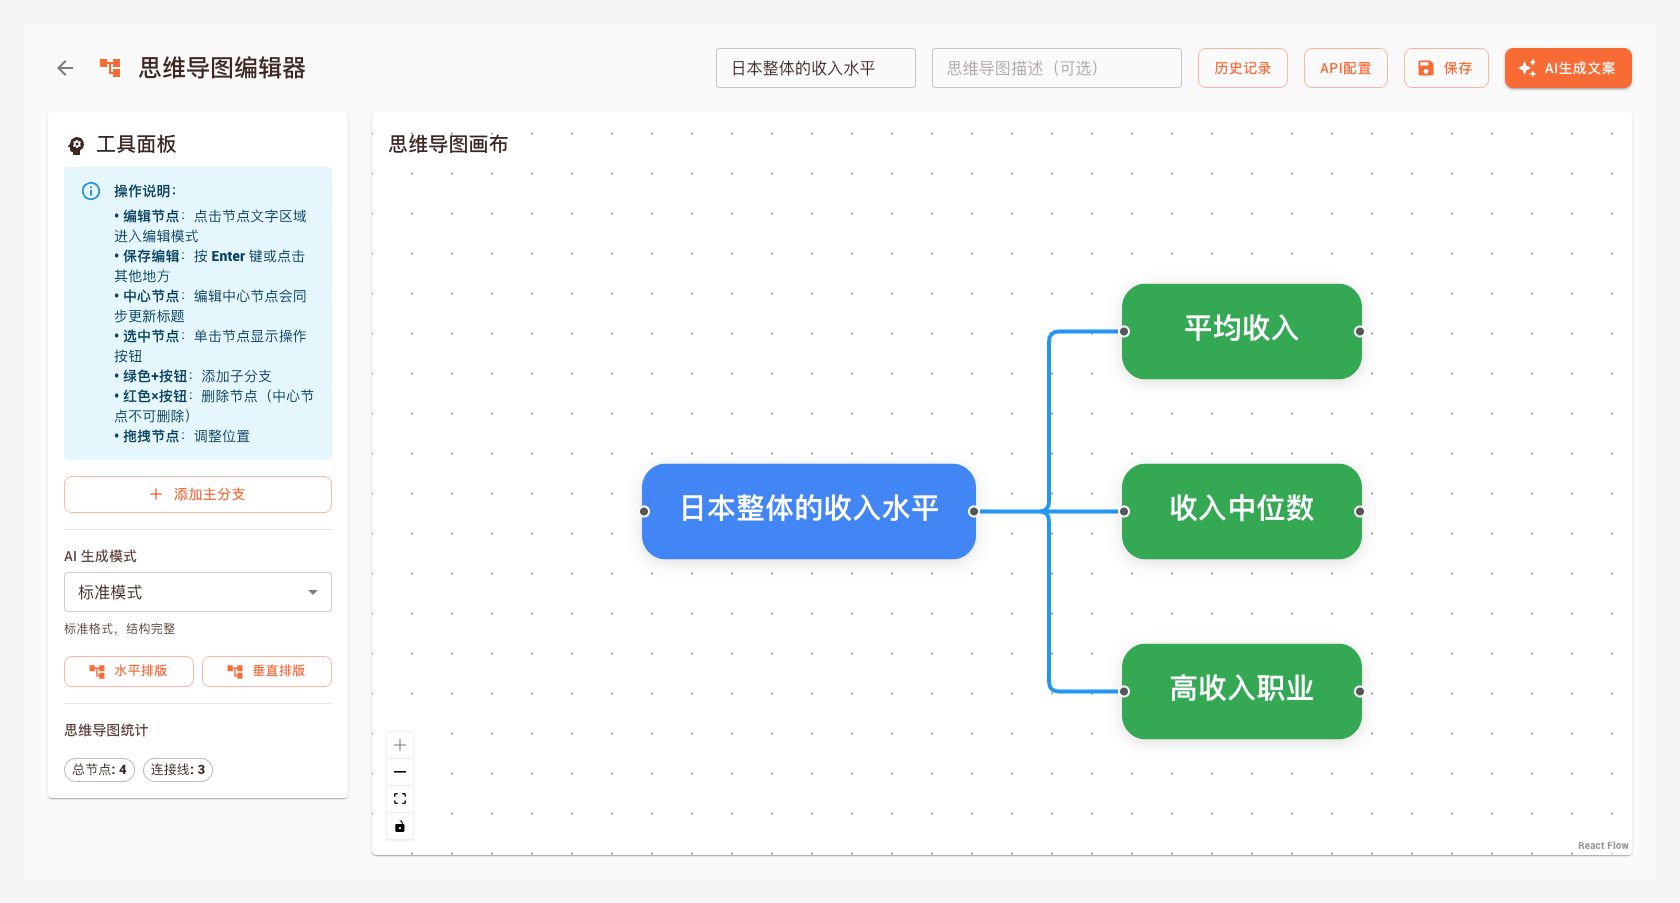 思维导图编辑器
日本整体的收入水平
思维导图描述（可选）
历史记录
API配置
保存
AI生成文案
工具面板
操作说明：
• 编辑节点：点击节点文字区域
进入编辑模式
• 保存编辑：按 Enter 键或点击
其他地方
• 中心节点：编辑中心节点会同
步更新标题
• 选中节点：单击节点显示操作
按钮
• 绿色+按钮：添加子分支
• 红色×按钮：删除节点（中心节
点不可删除）
• 拖拽节点：调整位置
添加主分支
AI 生成模式
标准模式
标准格式，结构完整
水平排版
垂直排版
思维导图统计
总节点: 4
连接线: 3
思维导图画布
日本整体的收入水平
平均收入
收入中位数
高收入职业
React Flow